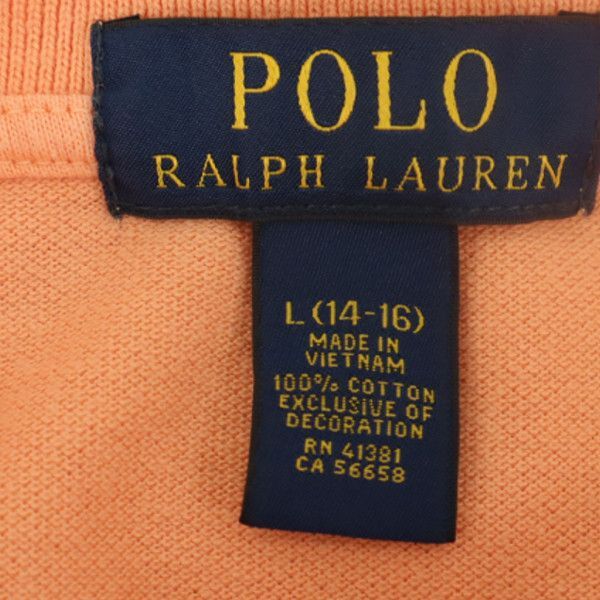 POLO
RALPH LAUREN
L (14-16)
MADE IN
VIETNAM
100% COTTON
EXCLUSIVE OF
DECORATION
RN 41381
CA 56658